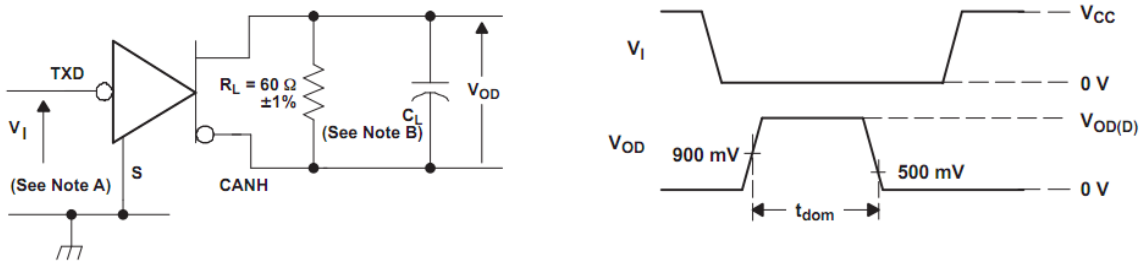 TXD
V_I
(See Note A)
S
R_L = 60 Ω
±1%
C_L
(See Note B)
V_OD
CANH
V_I
V_CC
0 V
V_OD
900 mV
500 mV
V_OD(D)
0 V
t_dom